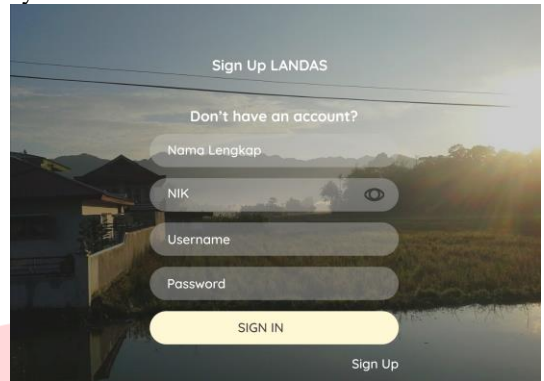 Sign Up LANDAS
Don't have an account?
Nama Lengkap
NIK
Username
Password
SIGN IN
Sign Up